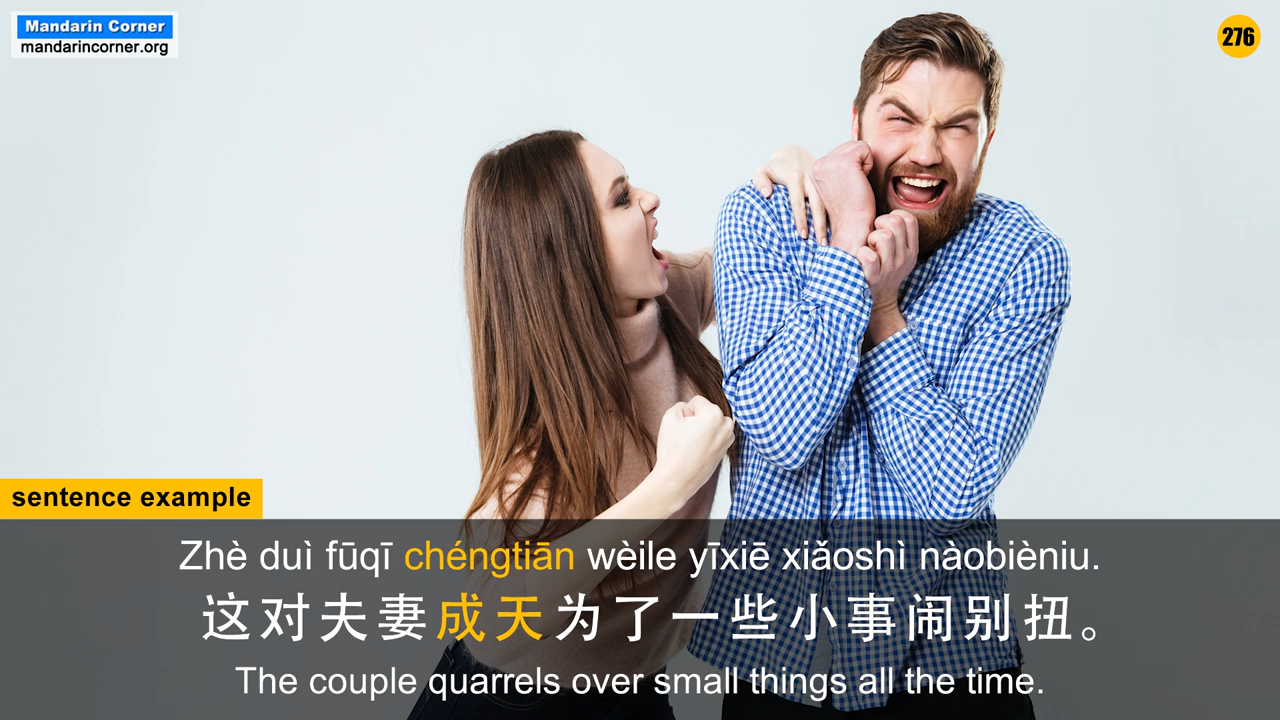 Mandarin Corner
mandarincorner.org
276
sentence example
Zhè duì fūqī chéngtiān wèile yīxiē xiǎoshì nàobièniu.
这对夫妻成天为了一些小事闹别扭。
The couple quarrels over small things all the time.